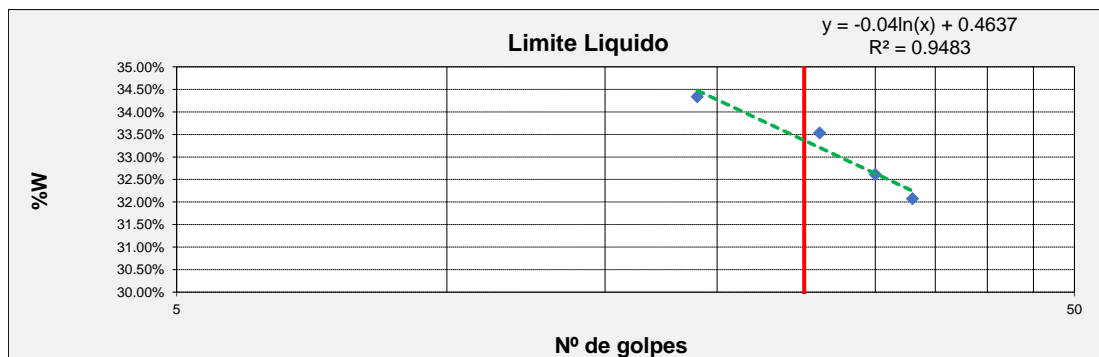 Limite Liquido
y = -0.04ln(x) + 0.4637
R² = 0.9483
35.00%
34.50%
34.00%
33.50%
33.00%
32.50%
32.00%
31.50%
31.00%
30.50%
30.00%
%W
5
50
Nº de golpes